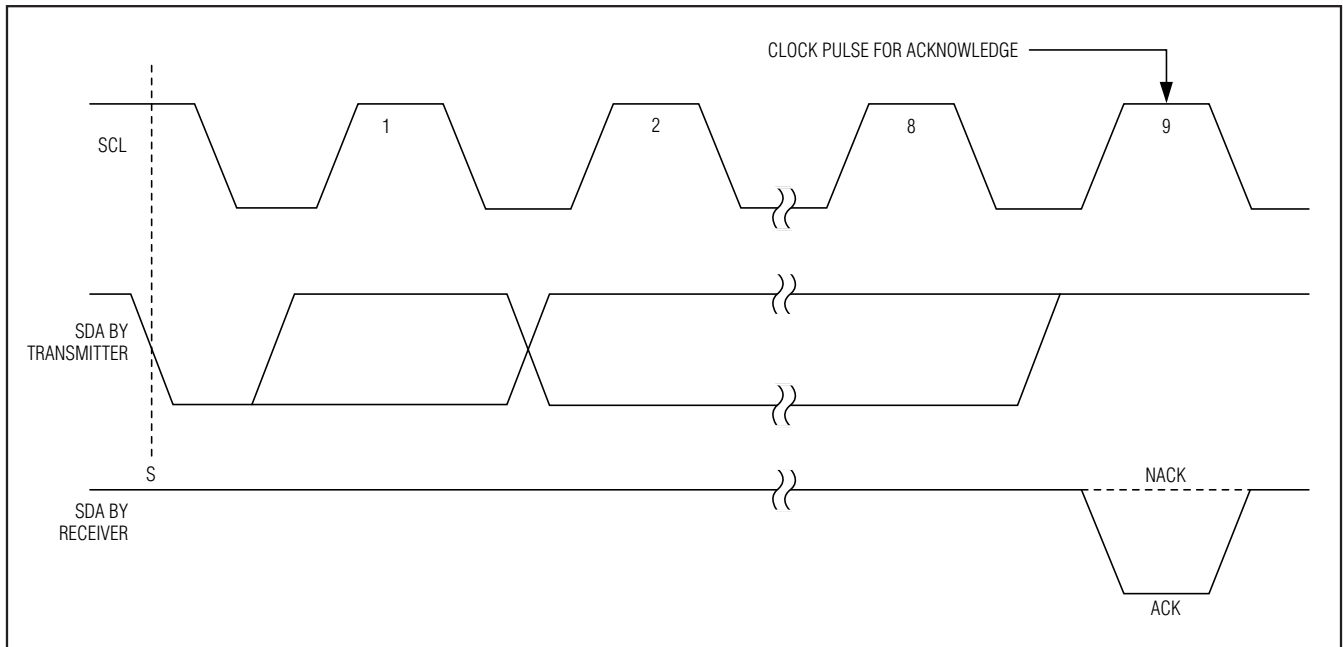 CLOCK PULSE FOR ACKNOWLEDGE
SCL
1
2
8
9
SDA BY
TRANSMITTER
S
SDA BY
RECEIVER
NACK
ACK